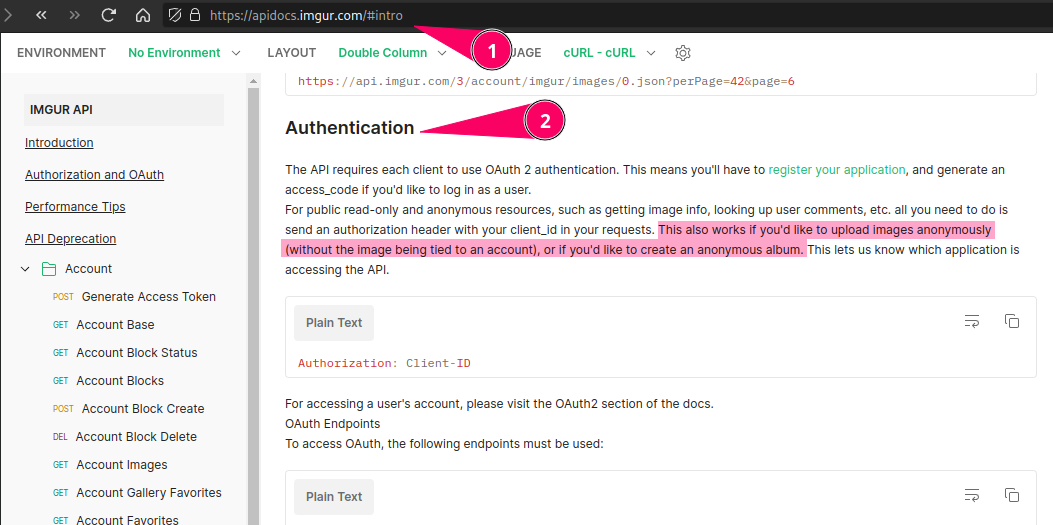 https://apidocs.imgur.com/#intro
1
ENVIRONMENT No Environment LAYOUT Double Column UAGE cURL - cURL
https://api.imgur.com/3/account/imgur/images/0.json?perPage=42&page=6
IMGUR API
Introduction
Authorization and OAuth
Performance Tips
API Deprecation
Account
POST Generate Access Token
GET Account Base
GET Account Block Status
GET Account Blocks
POST Account Block Create
DEL Account Block Delete
GET Account Images
GET Account Gallery Favorites
GET Account Favorites
Authentication
2
The API requires each client to use OAuth 2 authentication. This means you'll have to register your application, and generate an
access_code if you'd like to log in as a user.
For public read-only and anonymous resources, such as getting image info, looking up user comments, etc. all you need to do is
send an authorization header with your client_id in your requests. This also works if you'd like to upload images anonymously
(without the image being tied to an account), or if you'd like to create an anonymous album. This lets us know which application is
accessing the API.
Plain Text
Authorization: Client-ID
For accessing a user's account, please visit the OAuth2 section of the docs.
OAuth Endpoints
To access OAuth, the following endpoints must be used:
Plain Text